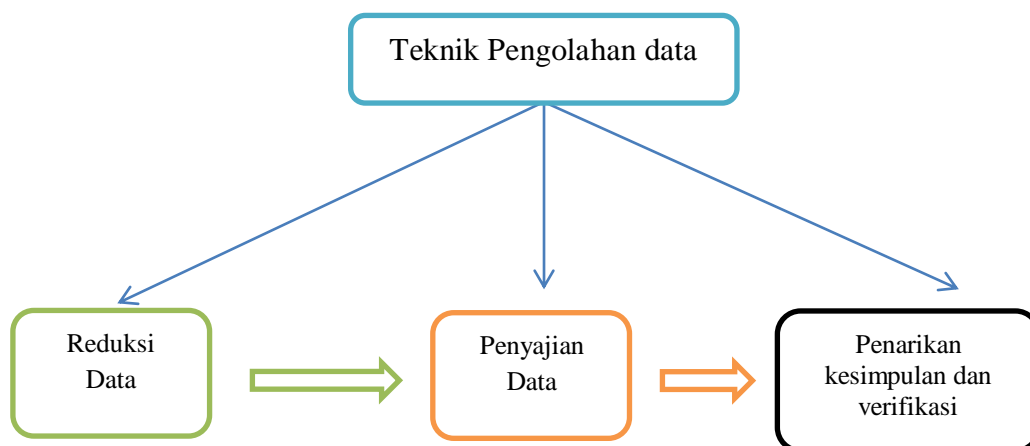 Teknik Pengolahan data
Reduksi
Data
Penyajian
Data
Penarikan
kesimpulan dan
verifikasi